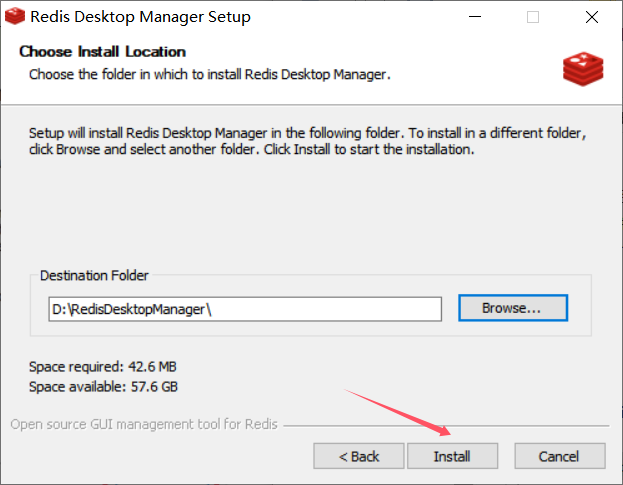 Redis Desktop Manager Setup
Choose Install Location
Choose the folder in which to install Redis Desktop Manager.
Setup will install Redis Desktop Manager in the following folder. To install in a different folder,
click Browse and select another folder. Click Install to start the installation.
Destination Folder
D:\RedisDesktopManager\
Browse...
Space required: 42.6 MB
Space available: 57.6 GB
Open source GUI management tool for Redis
< Back
Install
Cancel